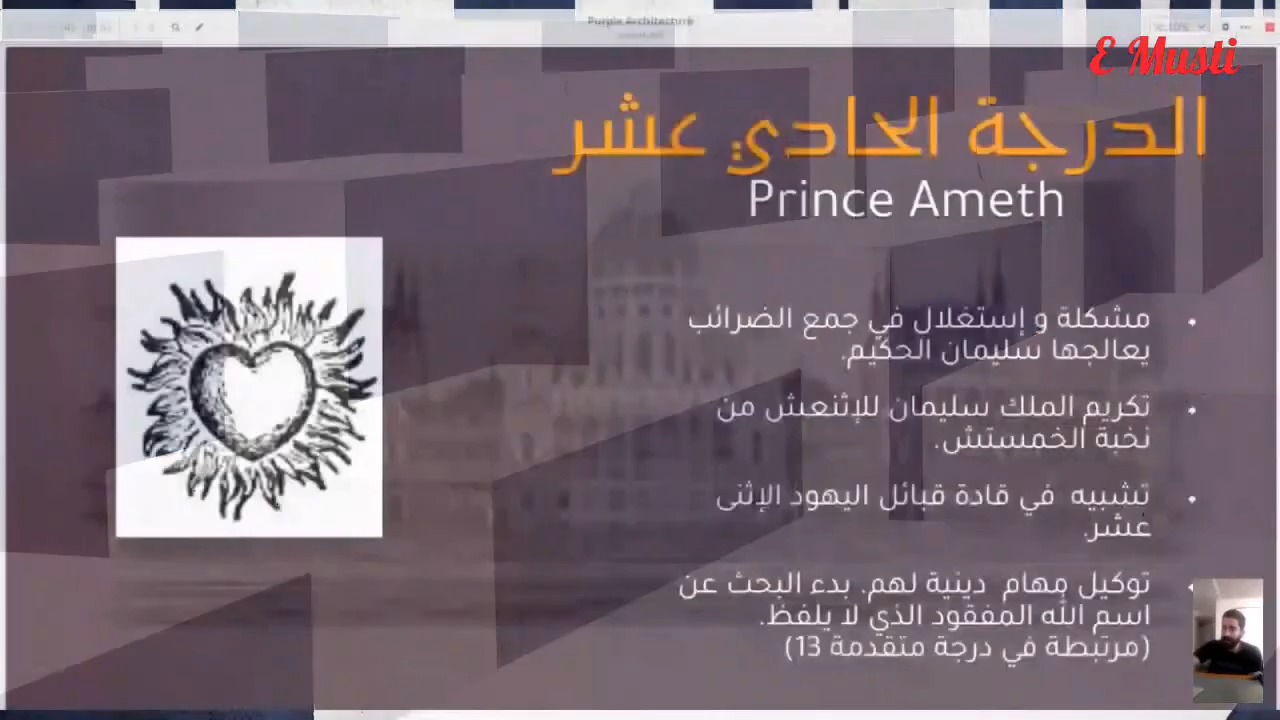 Purple Architecture
E Musti
الدرجة الحادي عشر
Prince Ameth
مشكلة و إستغلال في جمع الضرائب
يعالجها سليمان الحكيم.
تكريم الملك سليمان للإثنعش من
نخبة الخمستش.
تشبيه في قادة قبائل اليهود الإثنى
عشر.
توكيل مهام دينية لهم. بدء البحث عن
اسم الله المفقود الذي لا يلفظ.
(مرتبطة في درجة متقدمة 13)